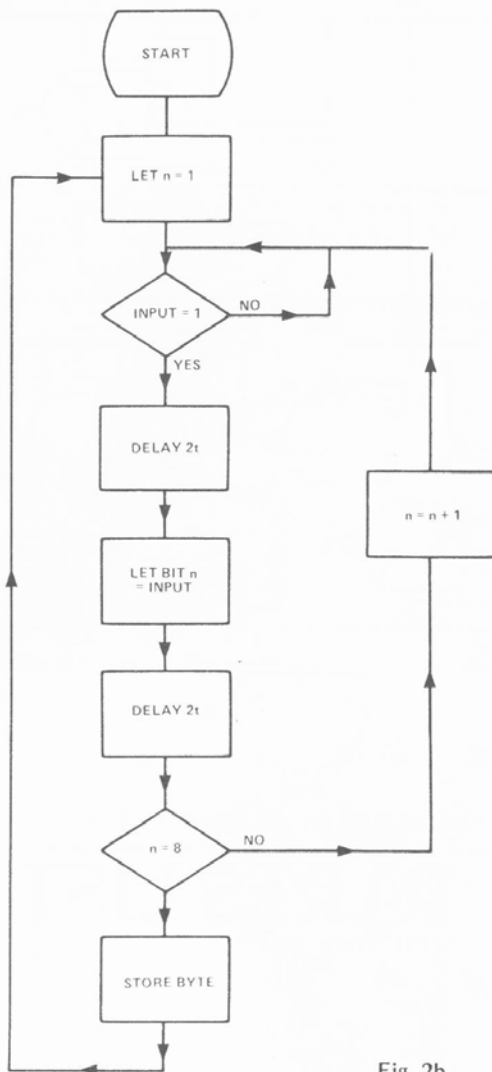 START
LET n = 1
INPUT = 1
NO
YES
DELAY 2t
n = n + 1
LET BIT n
= INPUT
DELAY 2t
n = 8
NO
STORE BYTE
Fig. 2b